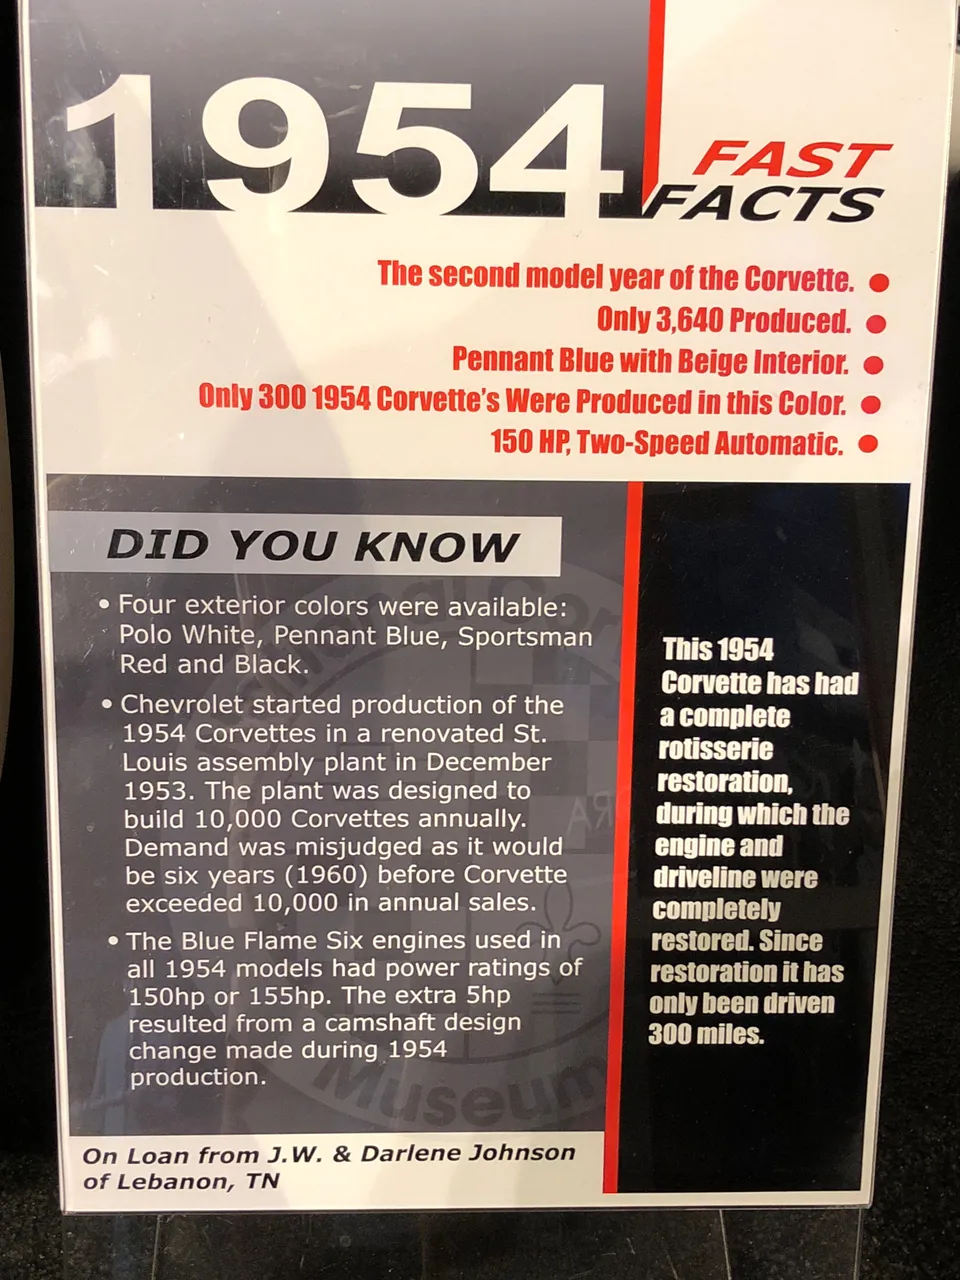 1954
FAST
FACTS
The second model year of the Corvette. ●
Only 3,640 Produced. ●
Pennant Blue with Beige Interior. ●
Only 300 1954 Corvette's Were Produced in this Color. ●
150 HP, Two-Speed Automatic. ●
DID YOU KNOW
• Four exterior colors were available:
Polo White, Pennant Blue, Sportsman
Red and Black.
• Chevrolet started production of the
1954 Corvettes in a renovated St.
Louis assembly plant in December
1953. The plant was designed to
build 10,000 Corvettes annually.
Demand was misjudged as it would
be six years (1960) before Corvette
exceeded 10,000 in annual sales.
• The Blue Flame Six engines used in
all 1954 models had power ratings of
150hp or 155hp. The extra 5hp
resulted from a camshaft design
change made during 1954
production.
Museum
This 1954
Corvette has had
a complete
rotisserie
restoration,
during which the
engine and
driveline were
completely
restored. Since
restoration it has
only been driven
300 miles.
On Loan from J.W. & Darlene Johnson
of Lebanon, TN